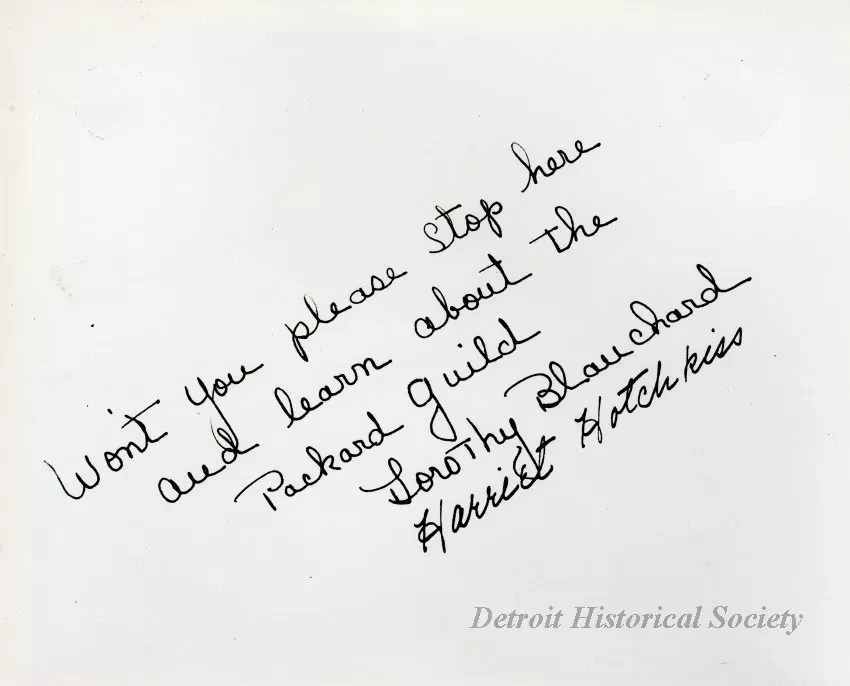 Won't you please stop here
and learn about the
Packard Guild
Dorothy Blanchard
Harriet Hotchkiss
Detroit Historical Society